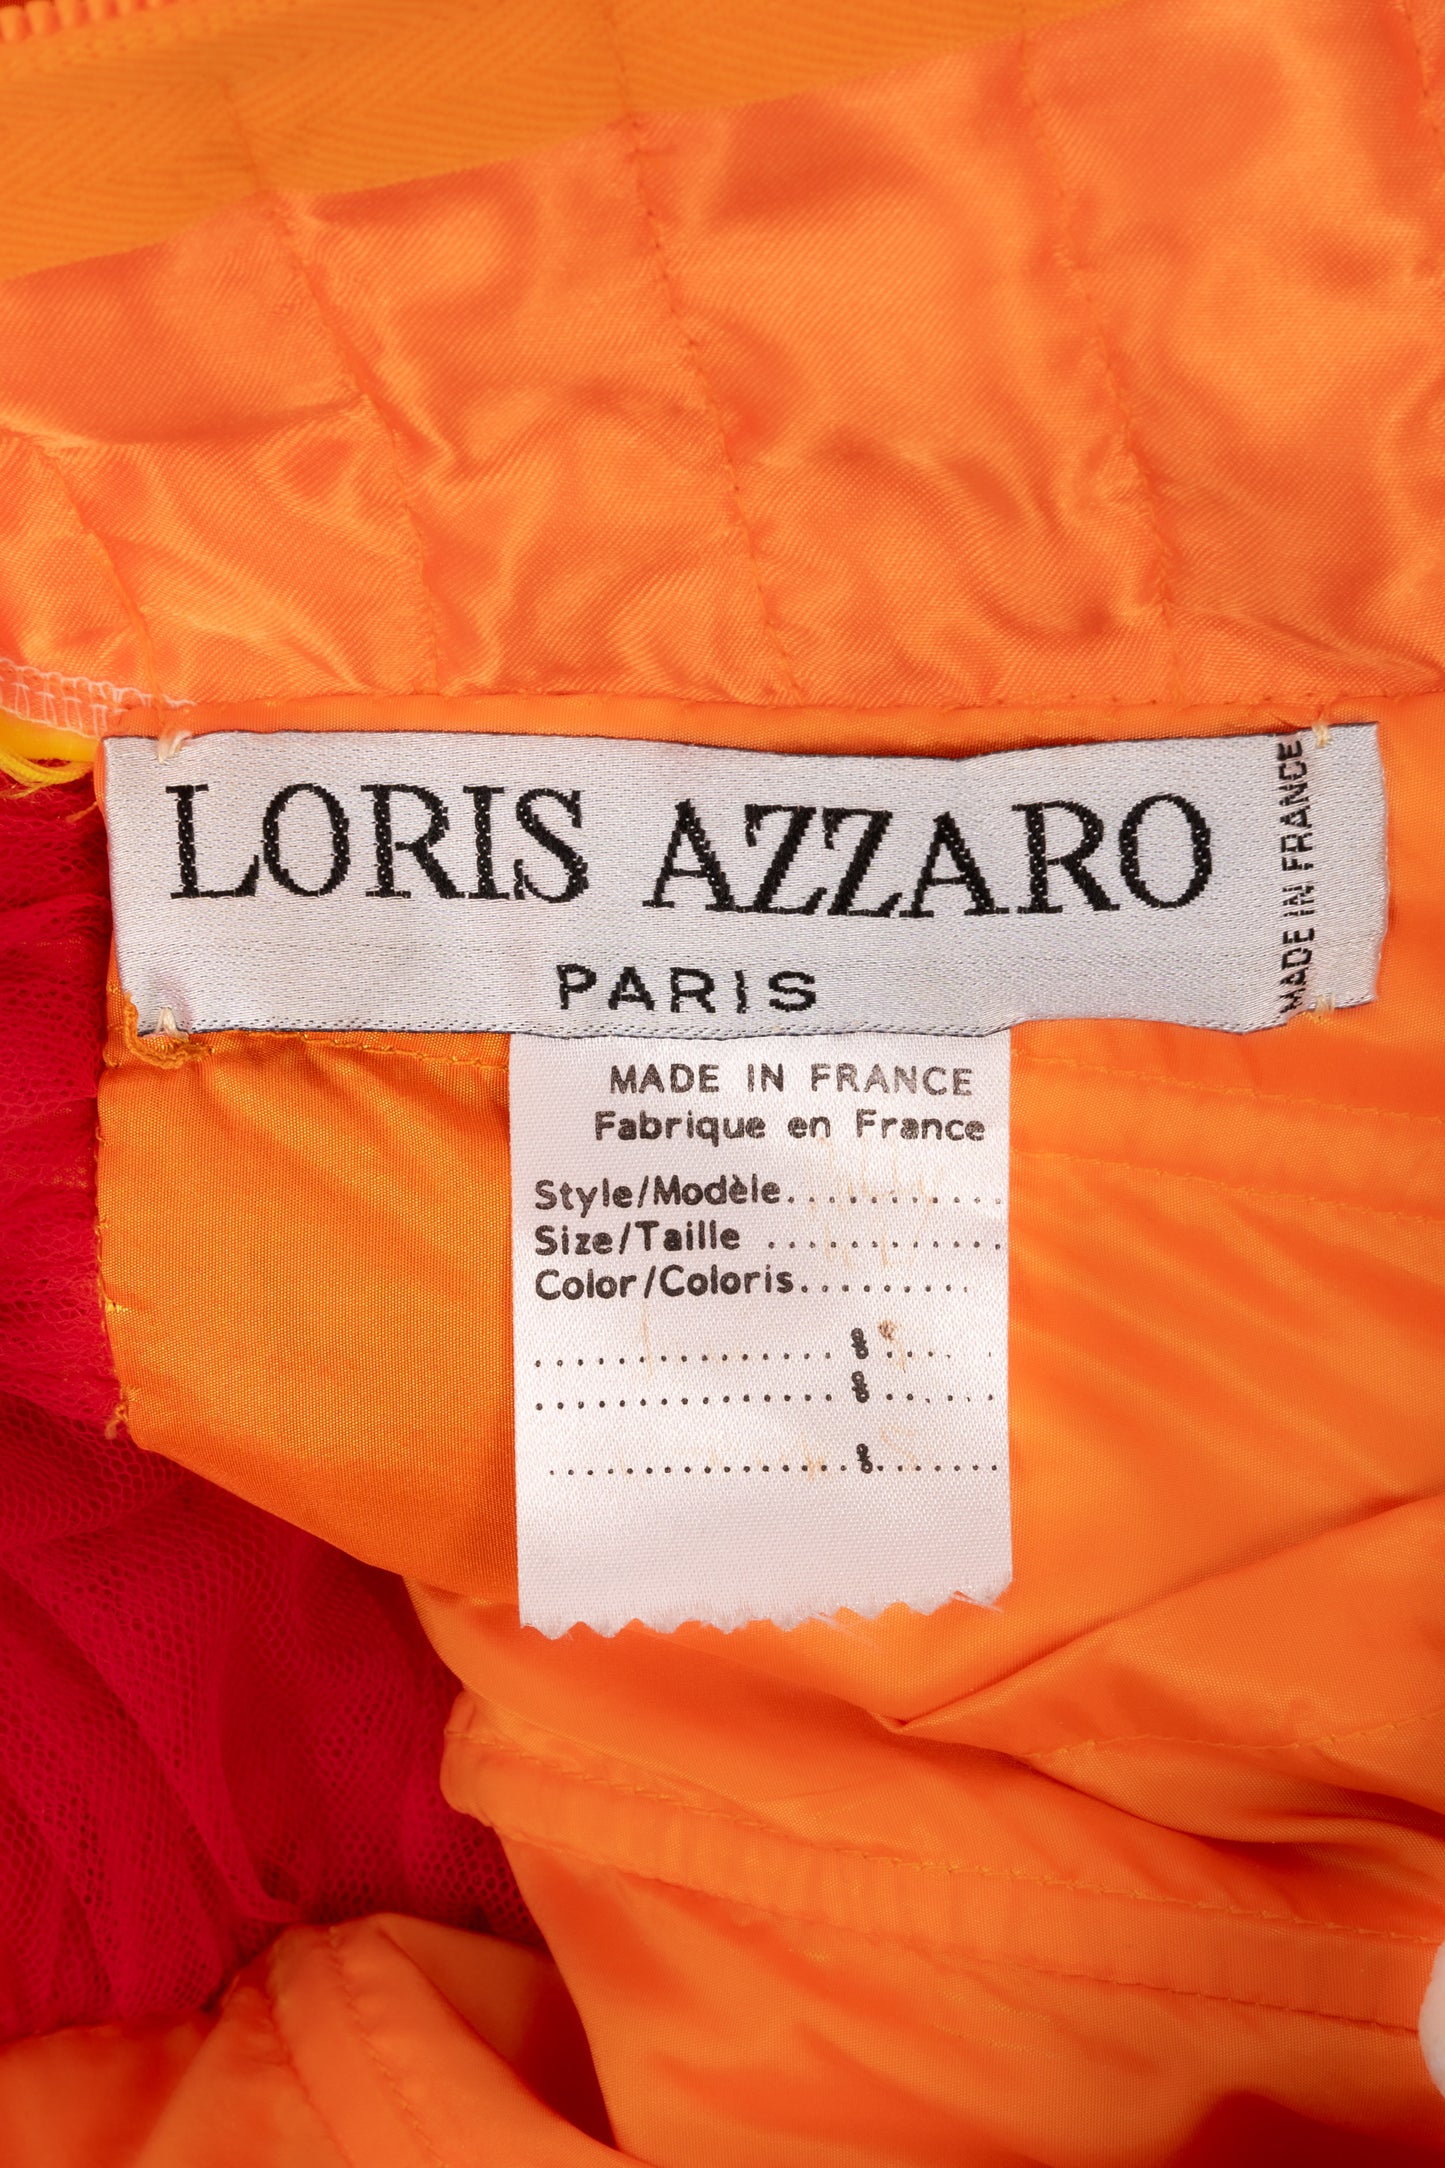 LORIS AZZARO
PARIS
MADE IN FRANCE
MADE IN FRANCE
Fabrique en France
Style/Modèle............
Size/Taille ............
Color/Coloris.........
...............%......
...............%......
...............%......